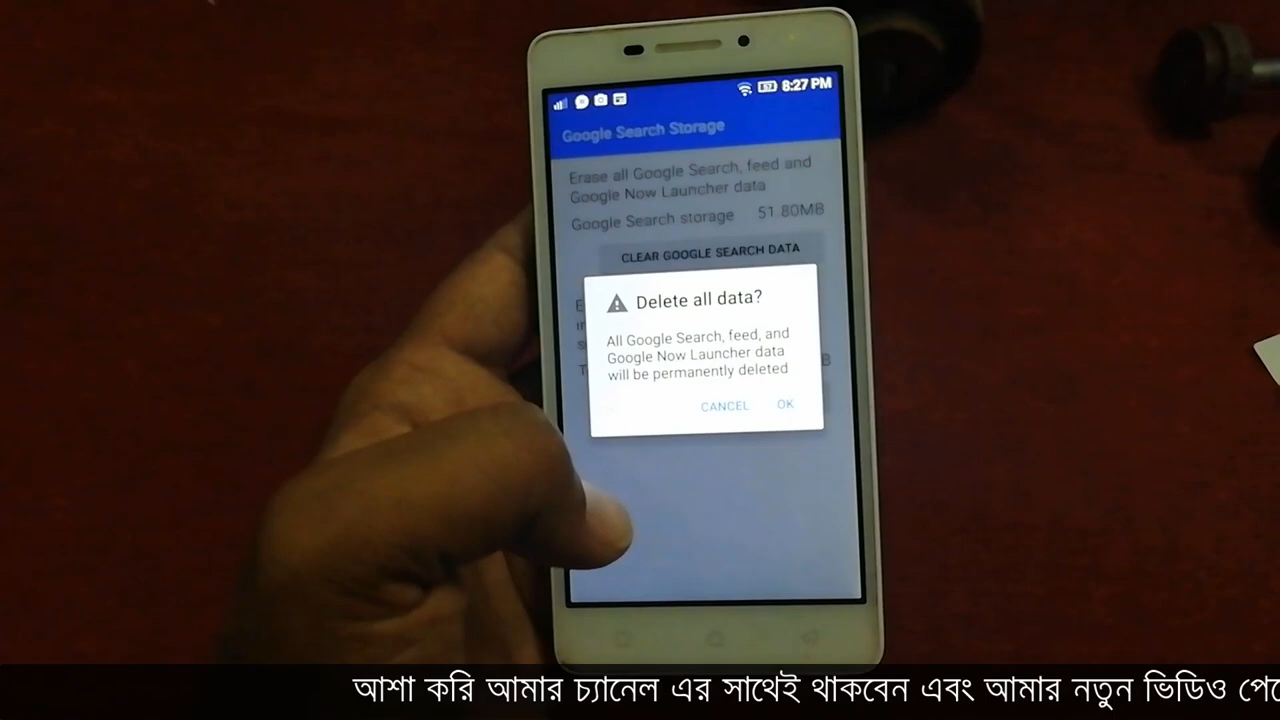 8:27 PM
Google Search Storage
Erase all Google Search, feed and
Google Now Launcher data
Google Search storage 51.80MB
CLEAR GOOGLE SEARCH DATA
Delete all data?
All Google Search, feed, and
Google Now Launcher data
will be permanently deleted
CANCEL OK
আশা করি আমার চ্যানেল এর সাথেই থাকবেন এবং আমার নতুন ভিডিও